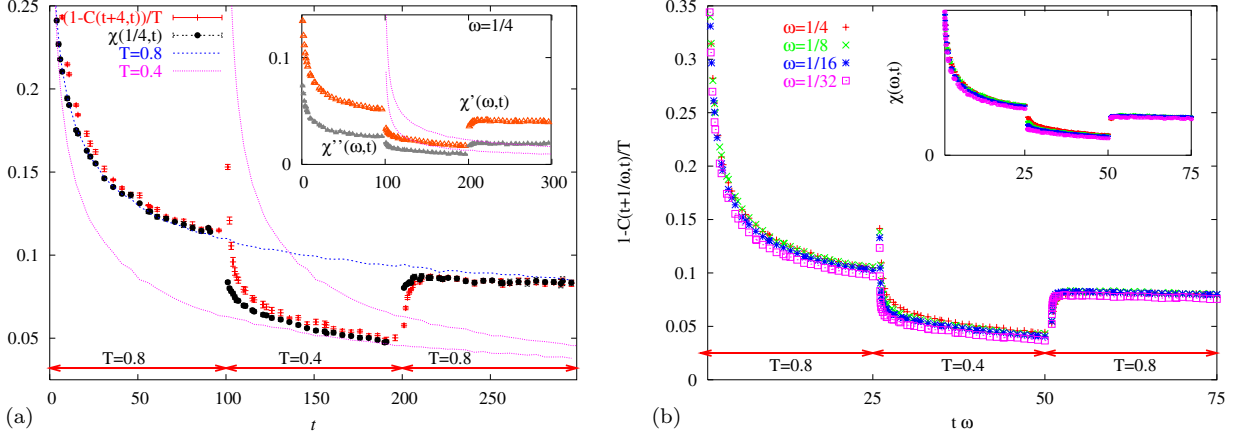 (1-C(t+4,t))/T
χ(1/4,t)
T=0.8
T=0.4
ω=1/4
χ'(ω,t)
χ''(ω,t)
0.1
0
0 100 200 300
0.25
0.2
0.15
0.1
0.05
T=0.8 T=0.4 T=0.8
0 50 100 150 200 250
t
(a)
1-C(t+1/ω,t)/T
0.35
0.3
0.25
0.2
0.15
0.1
0.05
0
ω=1/4
ω=1/8
ω=1/16
ω=1/32
χ(ω,t)
0
25 50 75
T=0.8 T=0.4 T=0.8
25 50 75
t ω
(b)